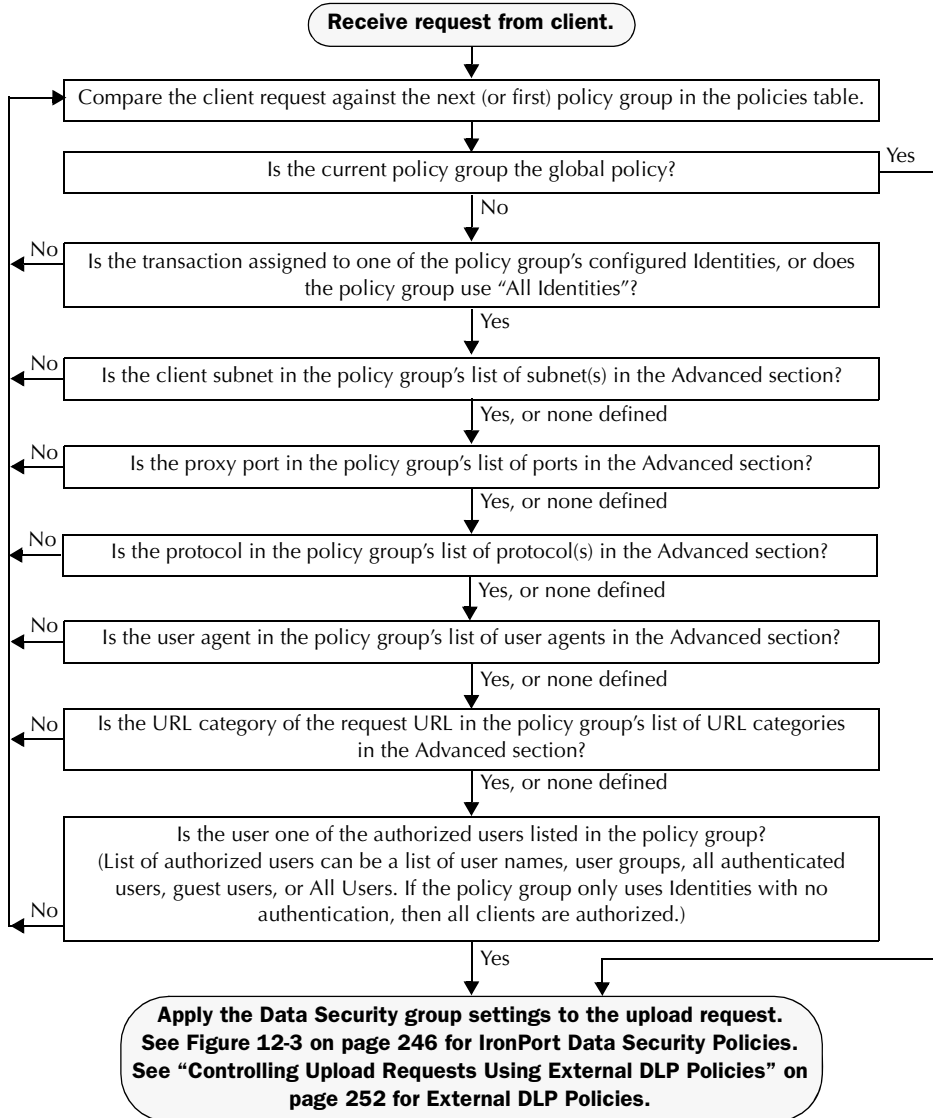 Receive request from client.
Compare the client request against the next (or first) policy group in the policies table.
Is the current policy group the global policy?
Yes
No
Is the transaction assigned to one of the policy group's configured Identities, or does
the policy group use “All Identities”?
No
Yes
Is the client subnet in the policy group's list of subnet(s) in the Advanced section?
No
Yes, or none defined
Is the proxy port in the policy group's list of ports in the Advanced section?
No
Yes, or none defined
Is the protocol in the policy group's list of protocol(s) in the Advanced section?
No
Yes, or none defined
Is the user agent in the policy group's list of user agents in the Advanced section?
No
Yes, or none defined
Is the URL category of the request URL in the policy group's list of URL categories
in the Advanced section?
No
Yes, or none defined
Is the user one of the authorized users listed in the policy group?
(List of authorized users can be a list of user names, user groups, all authenticated
users, guest users, or All Users. If the policy group only uses Identities with no
authentication, then all clients are authorized.)
No
Yes
Apply the Data Security group settings to the upload request.
See Figure 12-3 on page 246 for IronPort Data Security Policies.
See “Controlling Upload Requests Using External DLP Policies” on
page 252 for External DLP Policies.